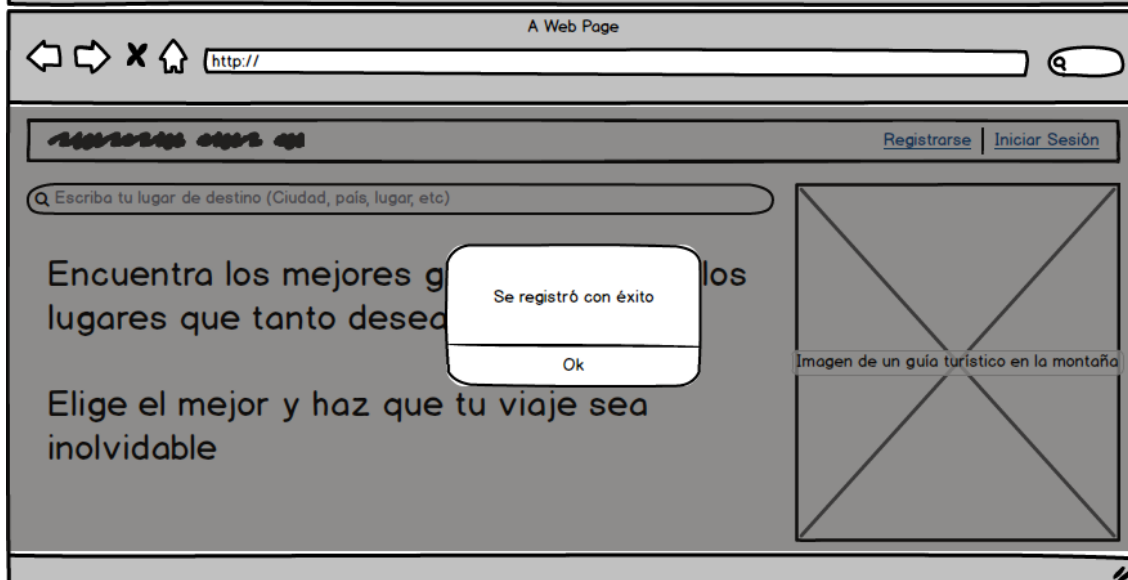 A Web Page
http://
Registrarse Iniciar Sesión
Escriba tu lugar de destino (Ciudad, país, lugar, etc)
Encuentra los mejores g los
lugares que tanto desea
Se registró con éxito
Ok
Imagen de un guía turístico en la montaña
Elige el mejor y haz que tu viaje sea
inolvidable